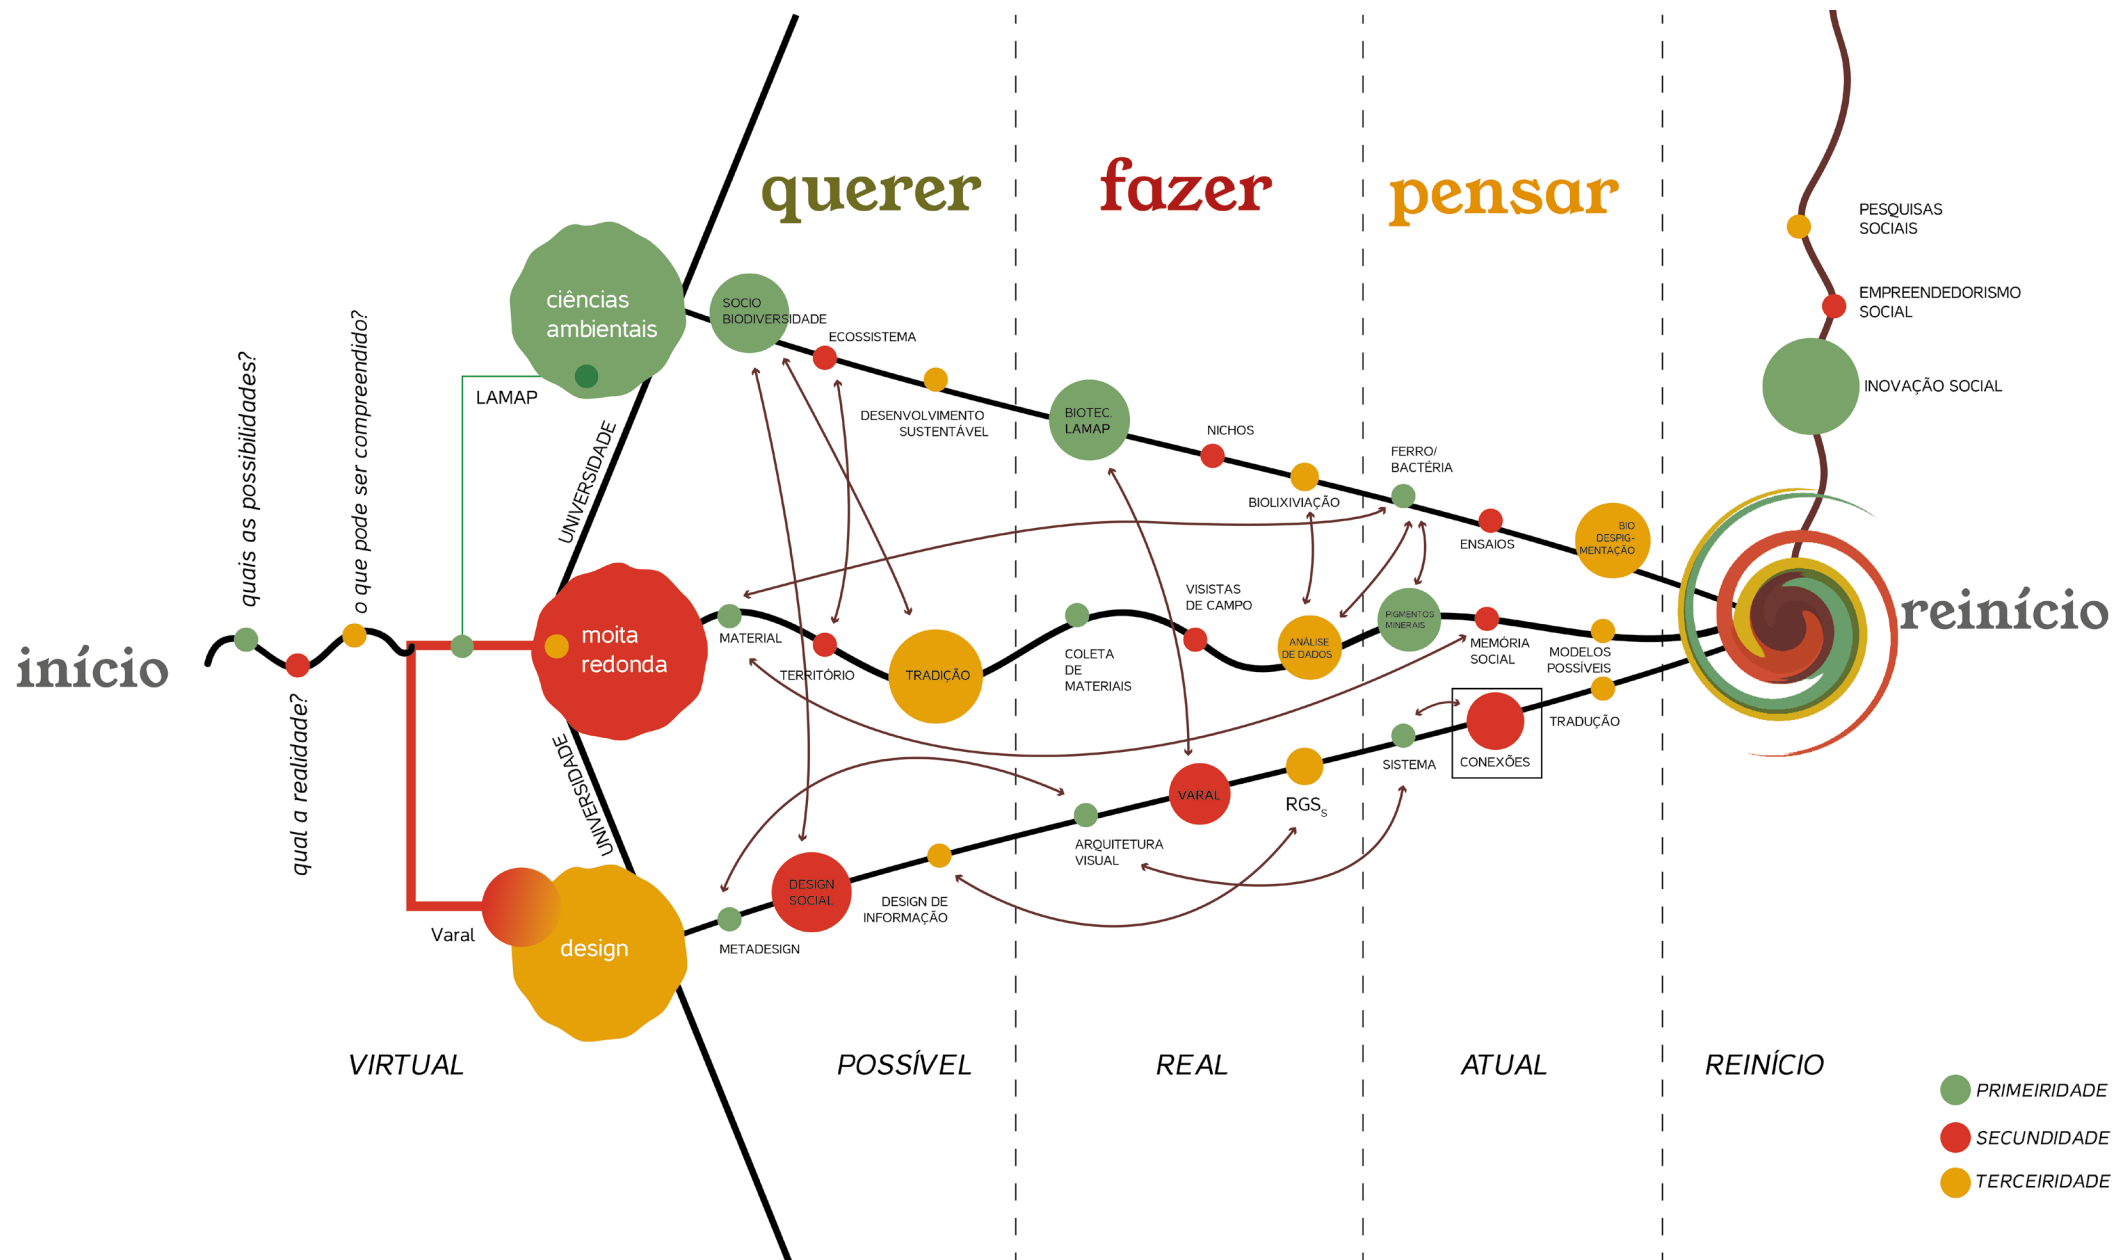 querer
fazer
pensar
PESQUISAS
SOCIAIS
EMPREENDEDORISMO
SOCIAL
INOVAÇÃO SOCIAL
ciências
ambientais
LAMAP
SOCIO
BIODIVERSIDADE
ECOSSISTEMA
DESENVOLVIMENTO
SUSTENTÁVEL
BIOTEC.
LAMAP
NICHOS
BIOLIXIVIAÇÃO
FERRO/
BACTÉRIA
ENSAIOS
BIO
DESPIG-
MENTAÇÃO
UNIVERSIDADE
início
quais as possibilidades?
qual a realidade?
o que pode ser compreendido?
moita
redonda
MATERIAL
TERRITÓRIO
TRADIÇÃO
COLETA
DE
MATERIAIS
VISISTAS
DE CAMPO
ANÁLISE
DE DADOS
PIGMENTOS
MINERAIS
MEMÓRIA
SOCIAL
MODELOS
POSSÍVEIS
reinício
UNIVERSIDADE
Varal
design
METADESIGN
DESIGN
SOCIAL
DESIGN DE
INFORMAÇÃO
ARQUITETURA
VISUAL
VARAL
RGSs
SISTEMA
CONEXÕES
TRADUÇÃO
VIRTUAL
POSSÍVEL
REAL
ATUAL
REINÍCIO
PRIMEIRIDADE
SECUNDIDADE
TERCEIRIDADE